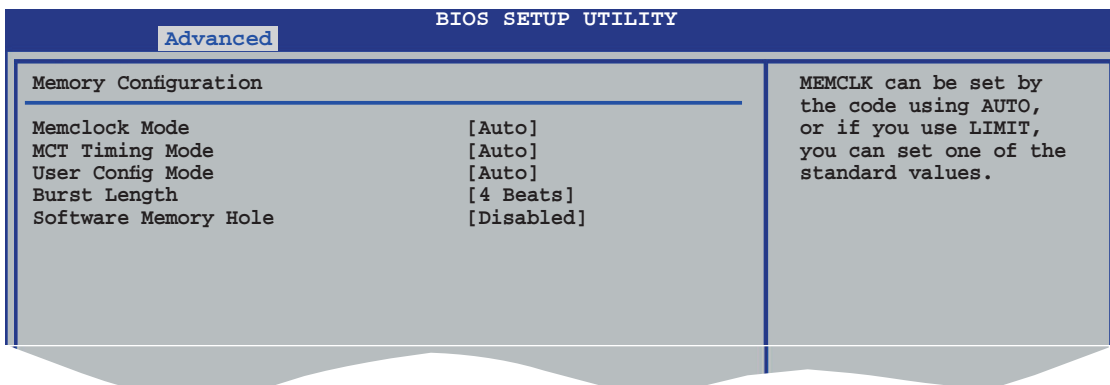 BIOS SETUP UTILITY
Advanced
Memory Configuration
Memclock Mode [Auto]
MCT Timing Mode [Auto]
User Config Mode [Auto]
Burst Length [4 Beats]
Software Memory Hole [Disabled]
MEMCLK can be set by
the code using AUTO,
or if you use LIMIT,
you can set one of the
standard values.